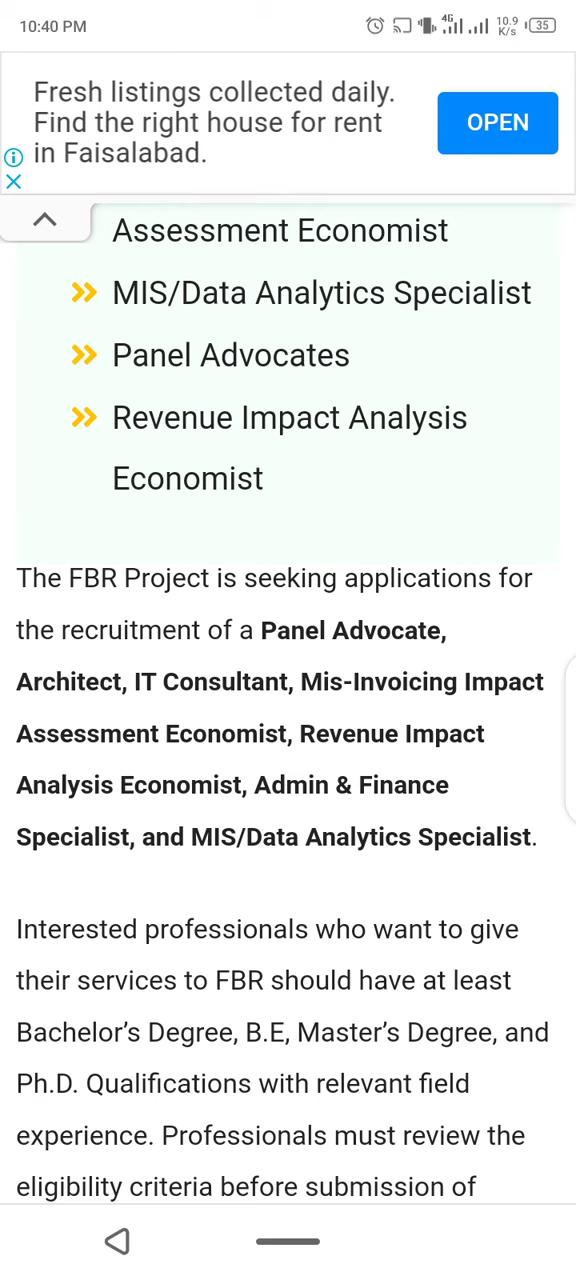 10:40 PM
4G
10.9
K/s
35
Fresh listings collected daily.
Find the right house for rent
in Faisalabad.
OPEN
Assessment Economist
MIS/Data Analytics Specialist
Panel Advocates
Revenue Impact Analysis
Economist
The FBR Project is seeking applications for
the recruitment of a Panel Advocate,
Architect, IT Consultant, Mis-Invoicing Impact
Assessment Economist, Revenue Impact
Analysis Economist, Admin & Finance
Specialist, and MIS/Data Analytics Specialist.
Interested professionals who want to give
their services to FBR should have at least
Bachelor’s Degree, B.E, Master’s Degree, and
Ph.D. Qualifications with relevant field
experience. Professionals must review the
eligibility criteria before submission of